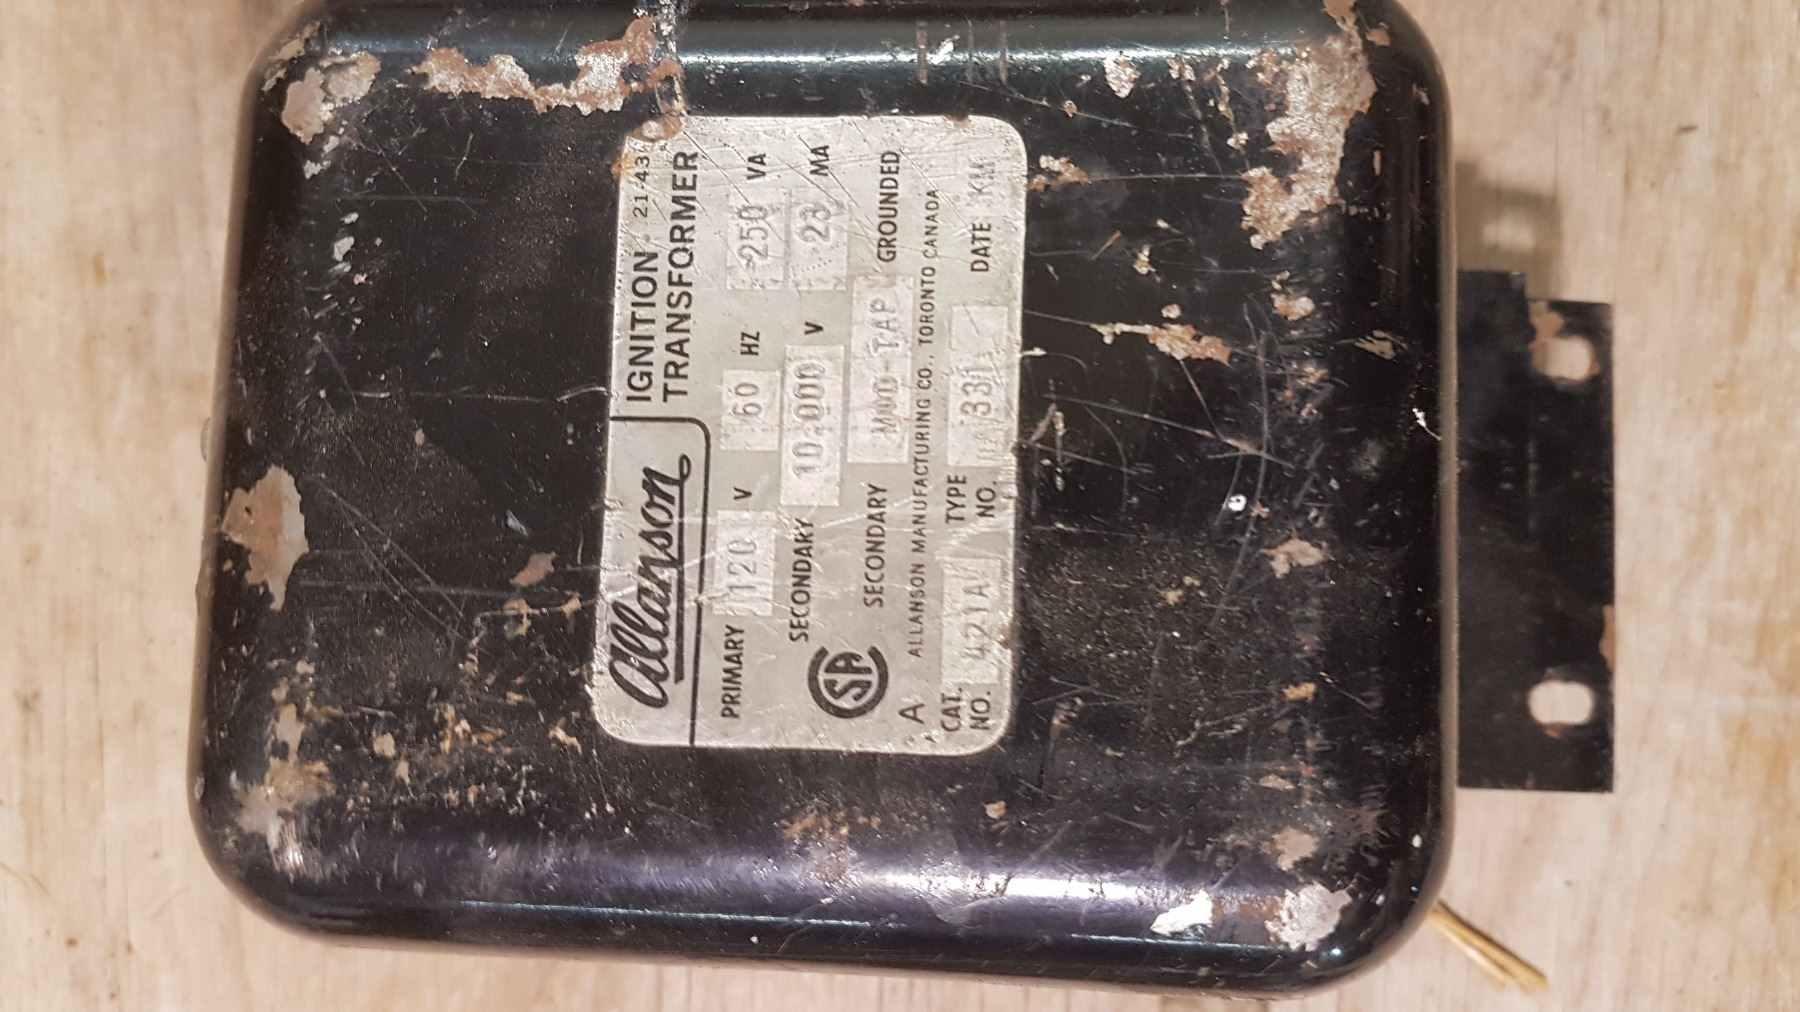 Allanson
IGNITION 21-43
TRANSFORMER
PRIMARY 120 V 60 HZ 250 VA
SECONDARY 10,000 V 23 MA
SA
SECONDARY MID-TAP GROUNDED
A ALLANSON MANUFACTURING CO., TORONTO CANADA
CAT. NO. 421A TYPE NO. DATE KM